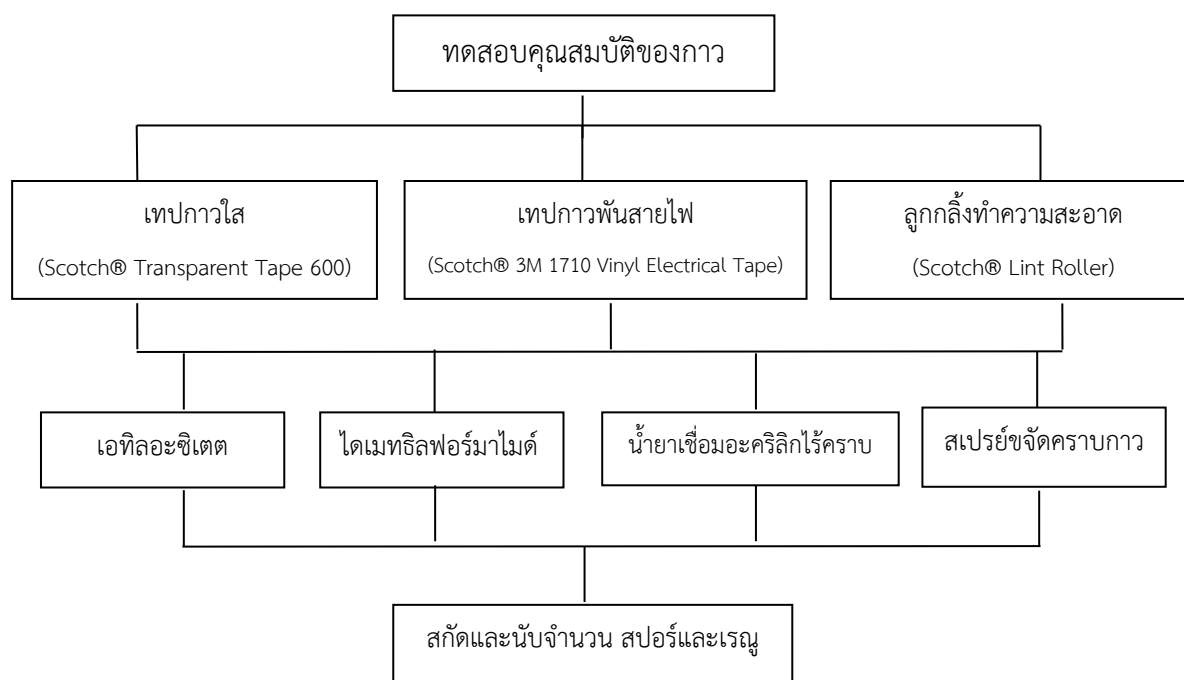 ทดสอบคุณสมบัติของกาว
เทปกาวใส
(Scotch® Transparent Tape 600)
เทปกาวพันสายไฟ
(Scotch® 3M 1710 Vinyl Electrical Tape)
ลูกกลิ้งทำความสะอาด
(Scotch® Lint Roller)
เอทิลอะซิเตต
ไดเมทธิลฟอร์มาไมด์
น้ำยาเชื่อมอะคริลิกไร้คราบ
สเปรย์ขจัดคราบกาว
สกัดและนับจำนวน สปอร์และเรณู